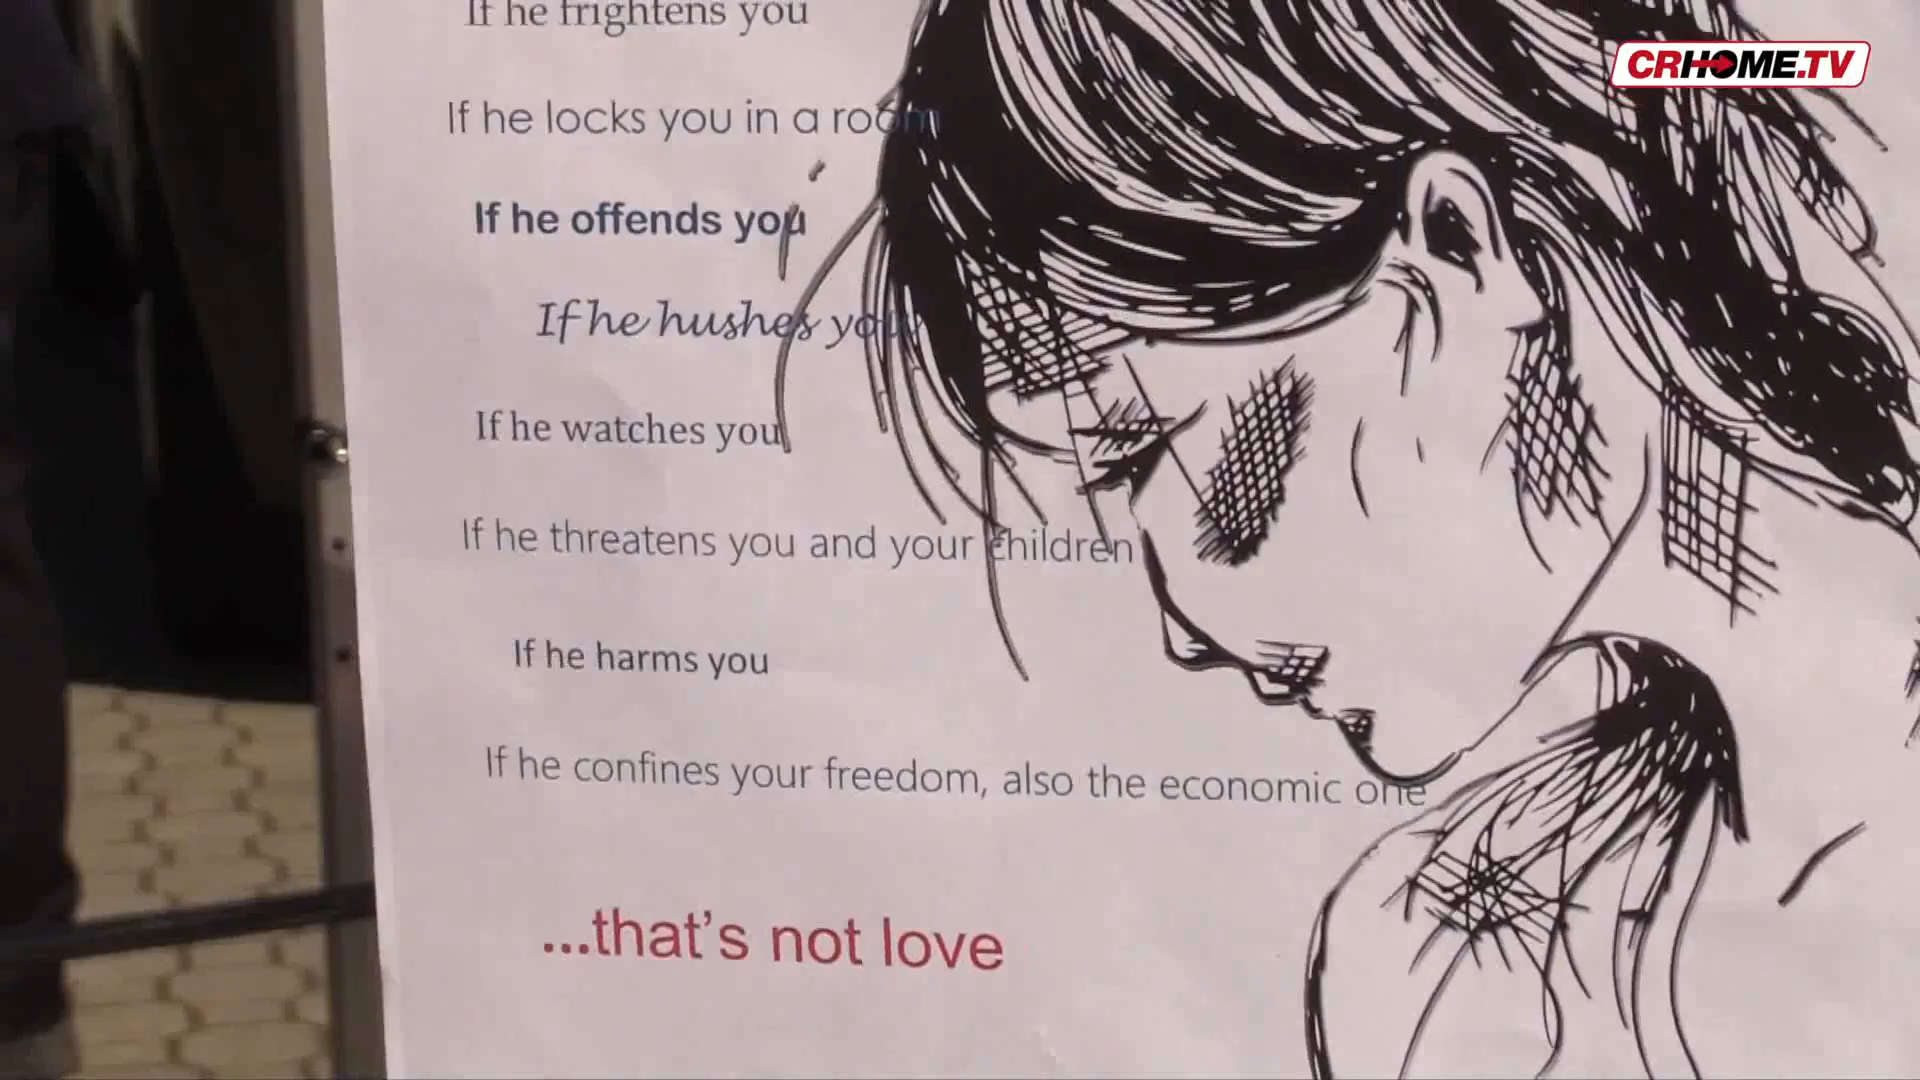 If he frightens you
CRHOME.TV
If he locks you in a room
If he offends you
If he hushes you
If he watches you
If he threatens you and your children
If he harms you
If he confines your freedom, also the economic one
...that's not love